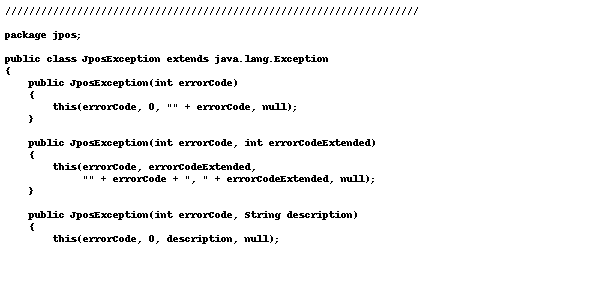 /////////////////////////////////////////////////////////////////////
package jpos;
public class JposException extends java.lang.Exception
{
public JposException(int errorCode)
{
this(errorCode, 0, "" + errorCode, null);
}
public JposException(int errorCode, int errorCodeExtended)
{
this(errorCode, errorCodeExtended,
"" + errorCode + ", " + errorCodeExtended, null);
}
public JposException(int errorCode, String description)
{
this(errorCode, 0, description, null);